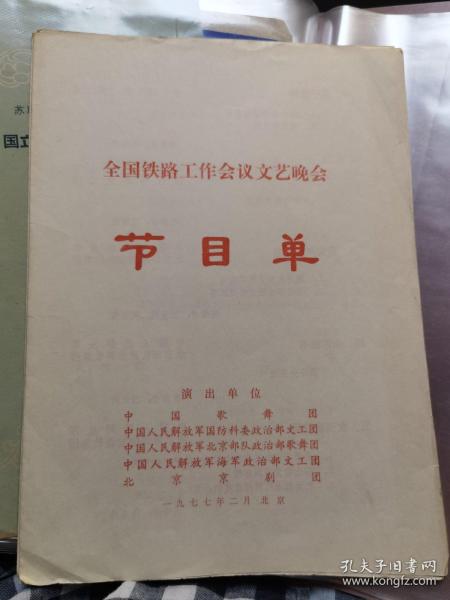 苏
国立
全国铁路工作会议文艺晚会
节目单
演出单位
中国歌舞团
中国人民解放军国防科委政治部文工团
中国人民解放军北京部队政治部歌舞团
中国人民解放军海军政治部文工团
北京京剧团
一九七七年二月 北京
孔夫子旧书网
www.kongfz.com